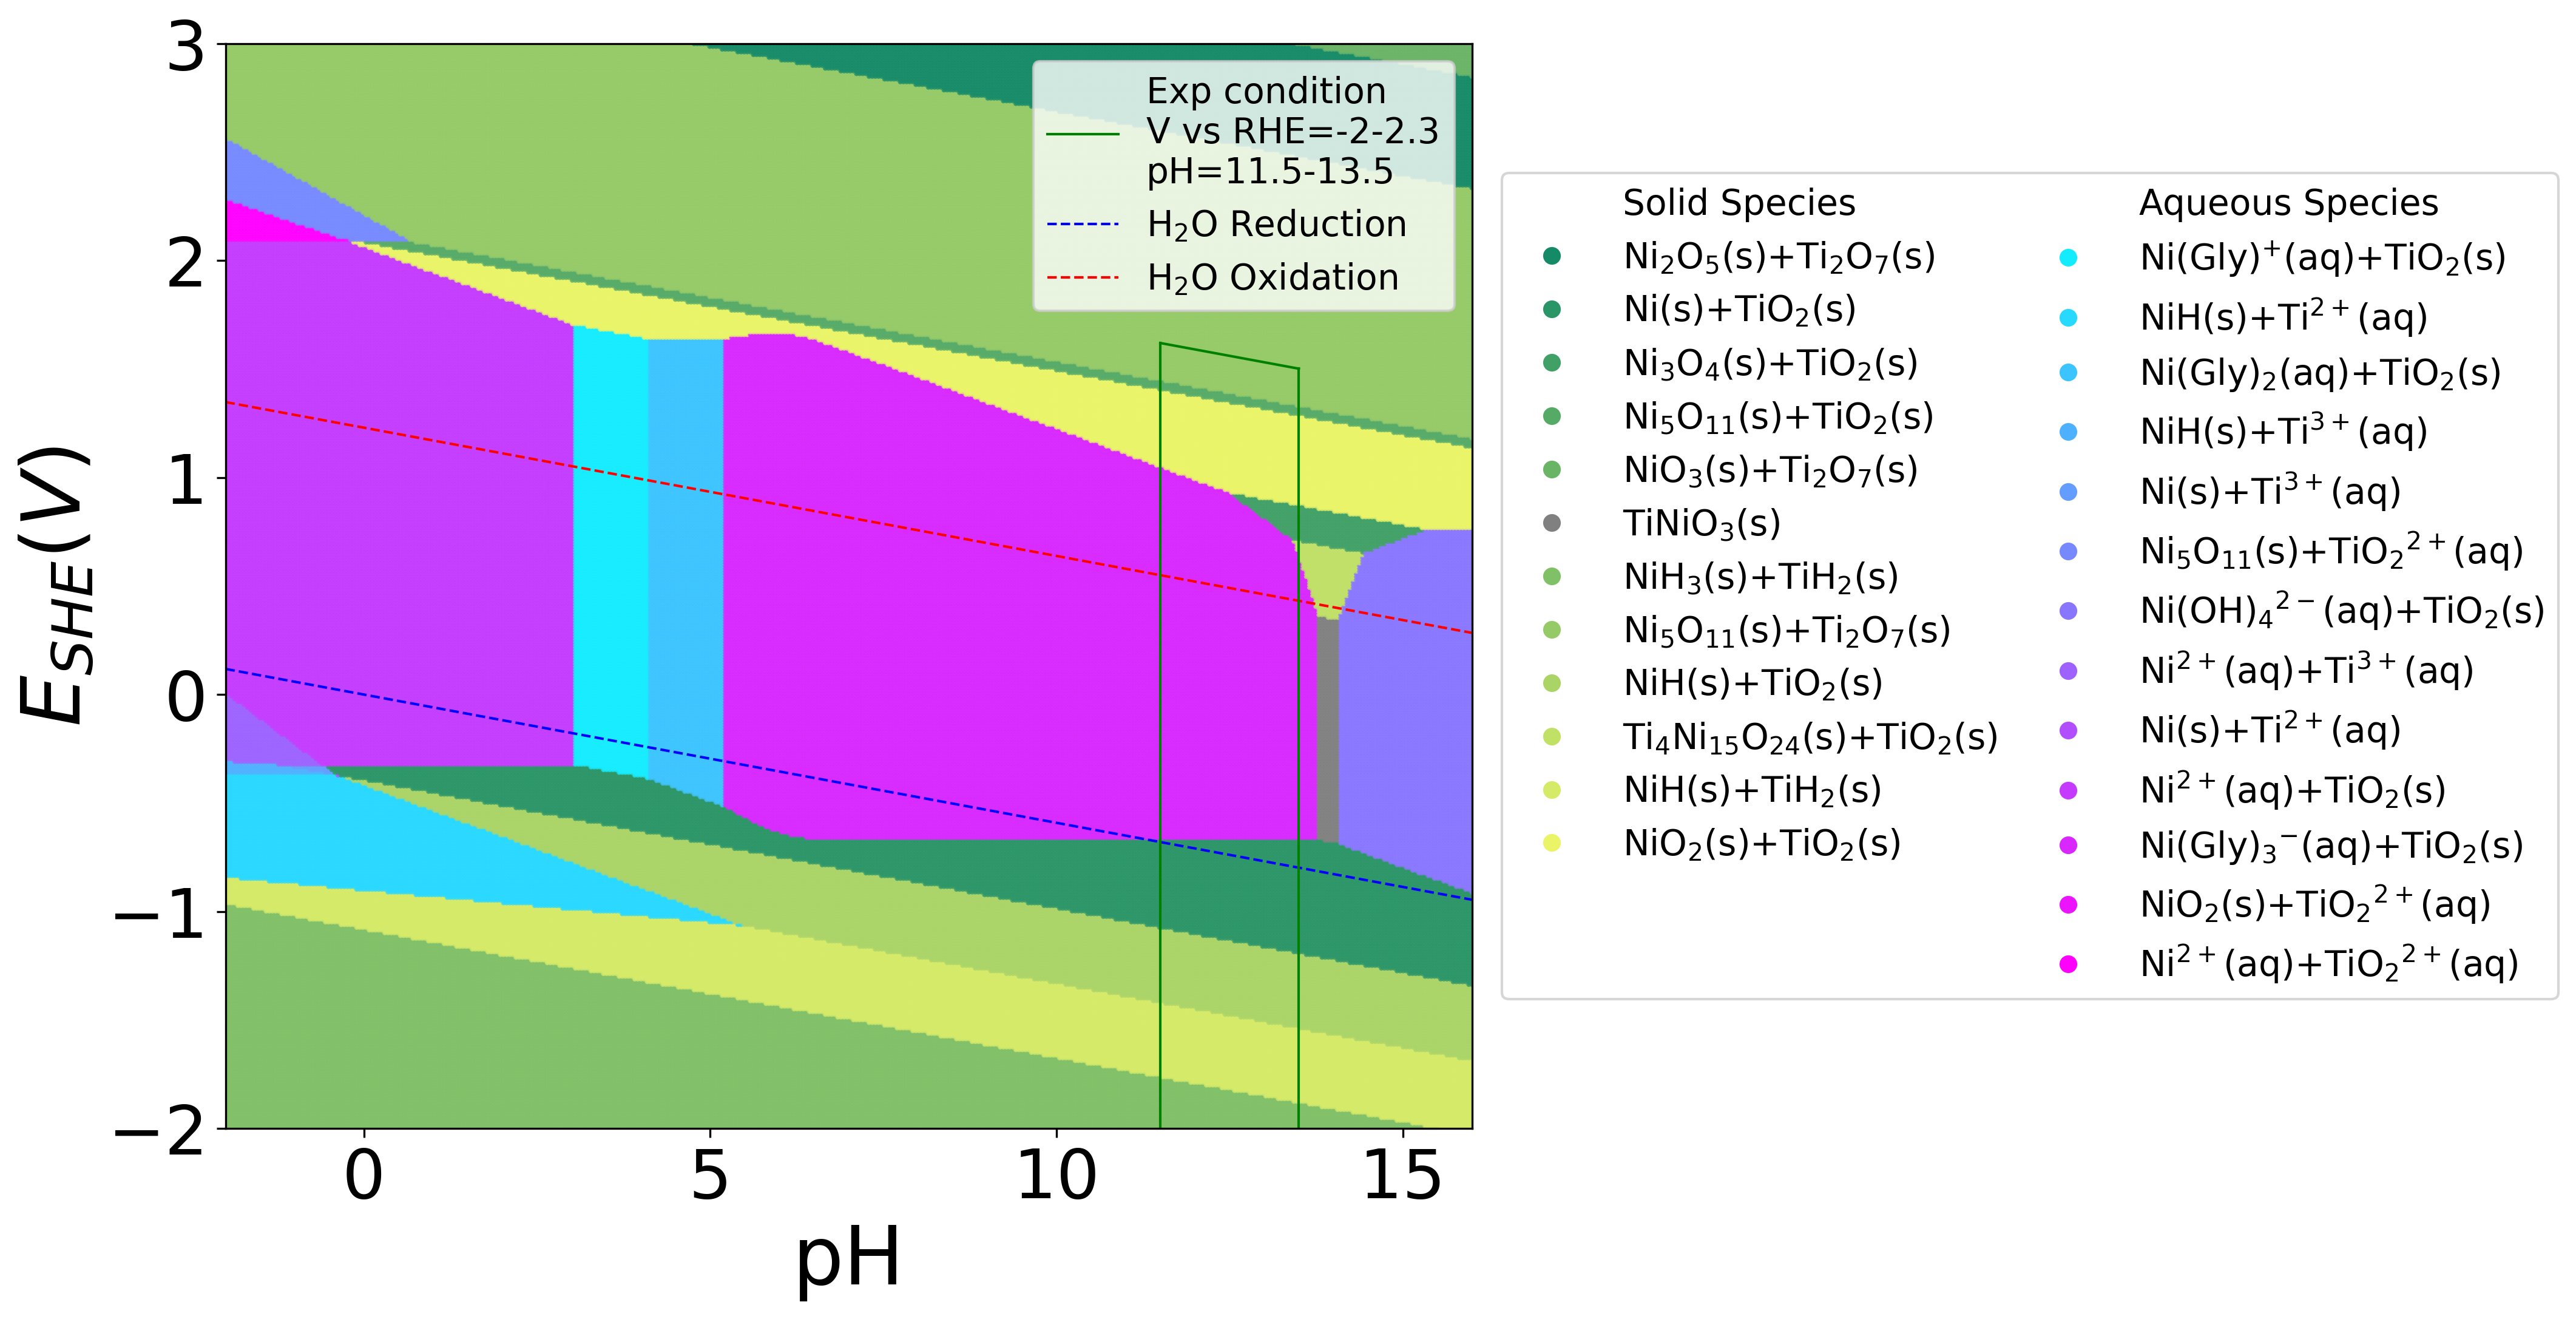 3
2
1
0
−1
−2
E_SHE(V)
0
5
10
15
pH
Exp condition
V vs RHE=-2-2.3
pH=11.5-13.5
H₂O Reduction
H₂O Oxidation
Solid Species
Ni₂O₅(s)+Ti₂O₇(s)
Ni(s)+TiO₂(s)
Ni₃O₄(s)+TiO₂(s)
Ni₅O₁₁(s)+TiO₂(s)
NiO₃(s)+Ti₂O₇(s)
TiNiO₃(s)
NiH₃(s)+TiH₂(s)
Ni₅O₁₁(s)+Ti₂O₇(s)
NiH(s)+TiO₂(s)
Ti₄Ni₁₅O₂₄(s)+TiO₂(s)
NiH(s)+TiH₂(s)
NiO₂(s)+TiO₂(s)
Aqueous Species
Ni(Gly)⁺(aq)+TiO₂(s)
NiH(s)+Ti²⁺(aq)
Ni(Gly)₂(aq)+TiO₂(s)
NiH(s)+Ti³⁺(aq)
Ni(s)+Ti³⁺(aq)
Ni₅O₁₁(s)+TiO₂²⁺(aq)
Ni(OH)₄²⁻(aq)+TiO₂(s)
Ni²⁺(aq)+Ti³⁺(aq)
Ni(s)+Ti²⁺(aq)
Ni²⁺(aq)+TiO₂(s)
Ni(Gly)₃⁻(aq)+TiO₂(s)
NiO₂(s)+TiO₂²⁺(aq)
Ni²⁺(aq)+TiO₂²⁺(aq)